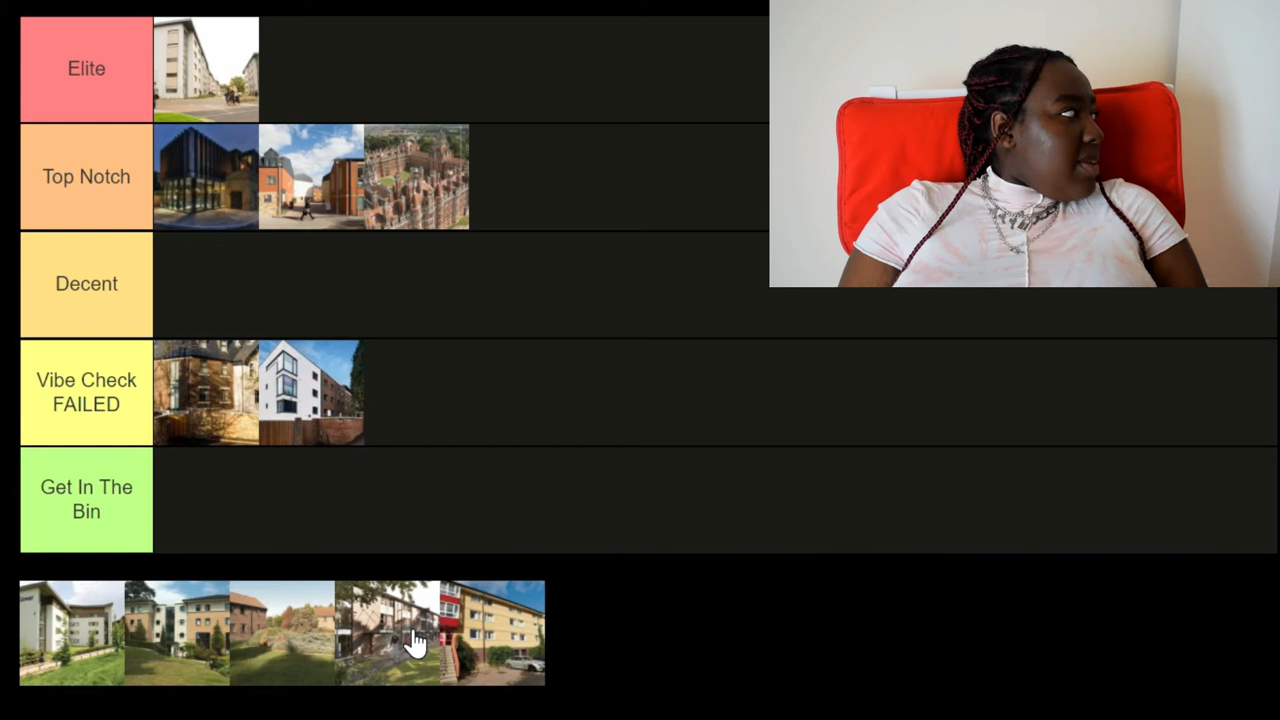 Elite
Top Notch
Decent
Vibe Check
FAILED
Get In The
Bin